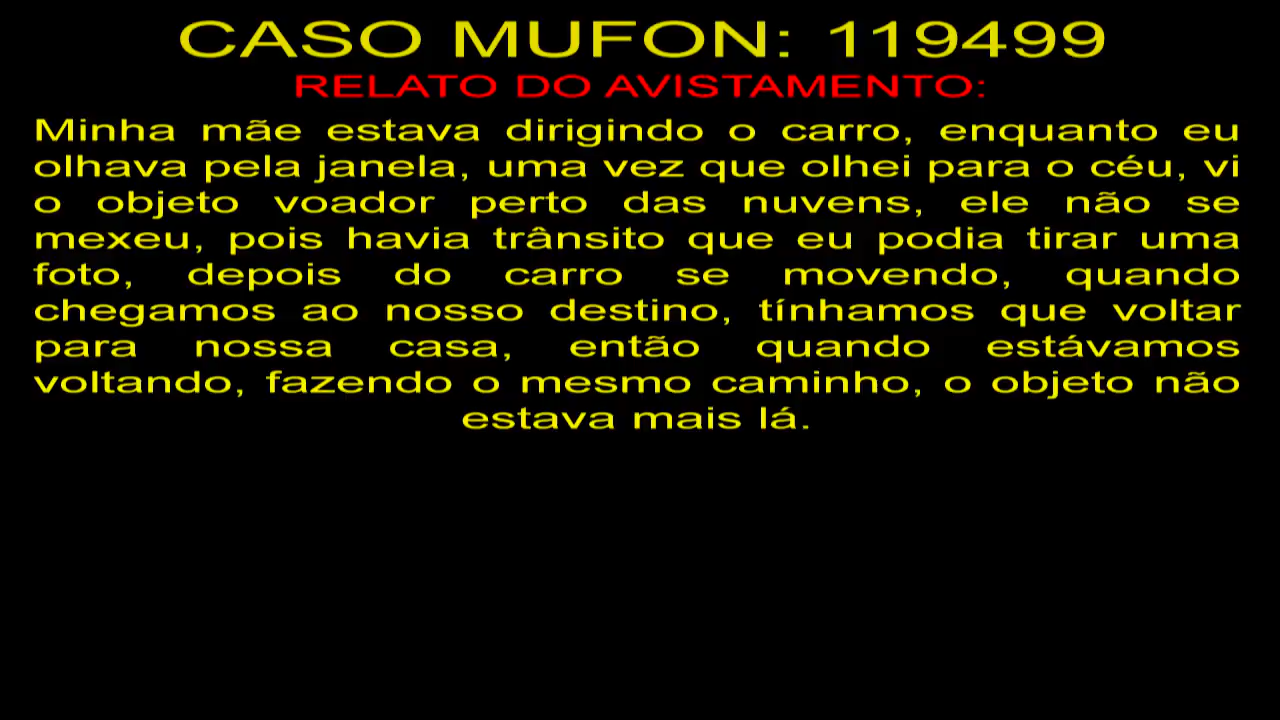 CASO MUFON: 119499
RELATO DO AVISTAMENTO:
Minha mãe estava dirigindo o carro, enquanto eu
olhava pela janela, uma vez que olhei para o céu, vi
o objeto voador perto das nuvens, ele não se
mexeu, pois havia trânsito que eu podia tirar uma
foto, depois do carro se movendo, quando
chegamos ao nosso destino, tínhamos que voltar
para nossa casa, então quando estávamos
voltando, fazendo o mesmo caminho, o objeto não
estava mais lá.